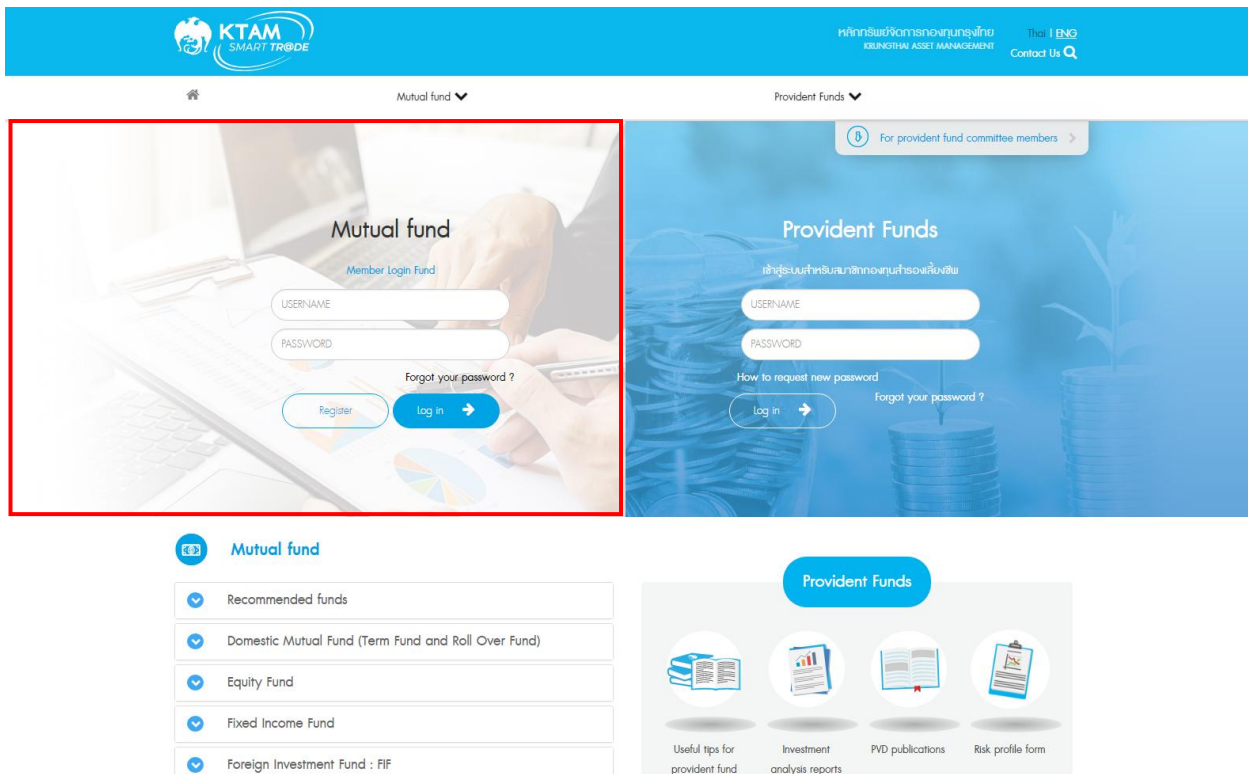 KTAM
SMART TR@DE
หลักทรัพย์จัดการกองทุนกรุงไทย
KRUNGTHAI ASSET MANAGEMENT
Thai | ENG
Contact Us
Mutual fund
Provident Funds
For provident fund committee members
Mutual fund
Member Login Fund
USERNAME
PASSWORD
Forgot your password ?
Register
Log in
Provident Funds
เข้าสู่ระบบสำหรับสมาชิกกองทุนสำรองเลี้ยงชีพ
USERNAME
PASSWORD
How to request new password
Forgot your password ?
Log in
Mutual fund
Recommended funds
Domestic Mutual Fund (Term Fund and Roll Over Fund)
Equity Fund
Fixed Income Fund
Foreign Investment Fund : FIF
Provident Funds
Useful tips for
provident fund
Investment
analysis reports
PVD publications
Risk profile form